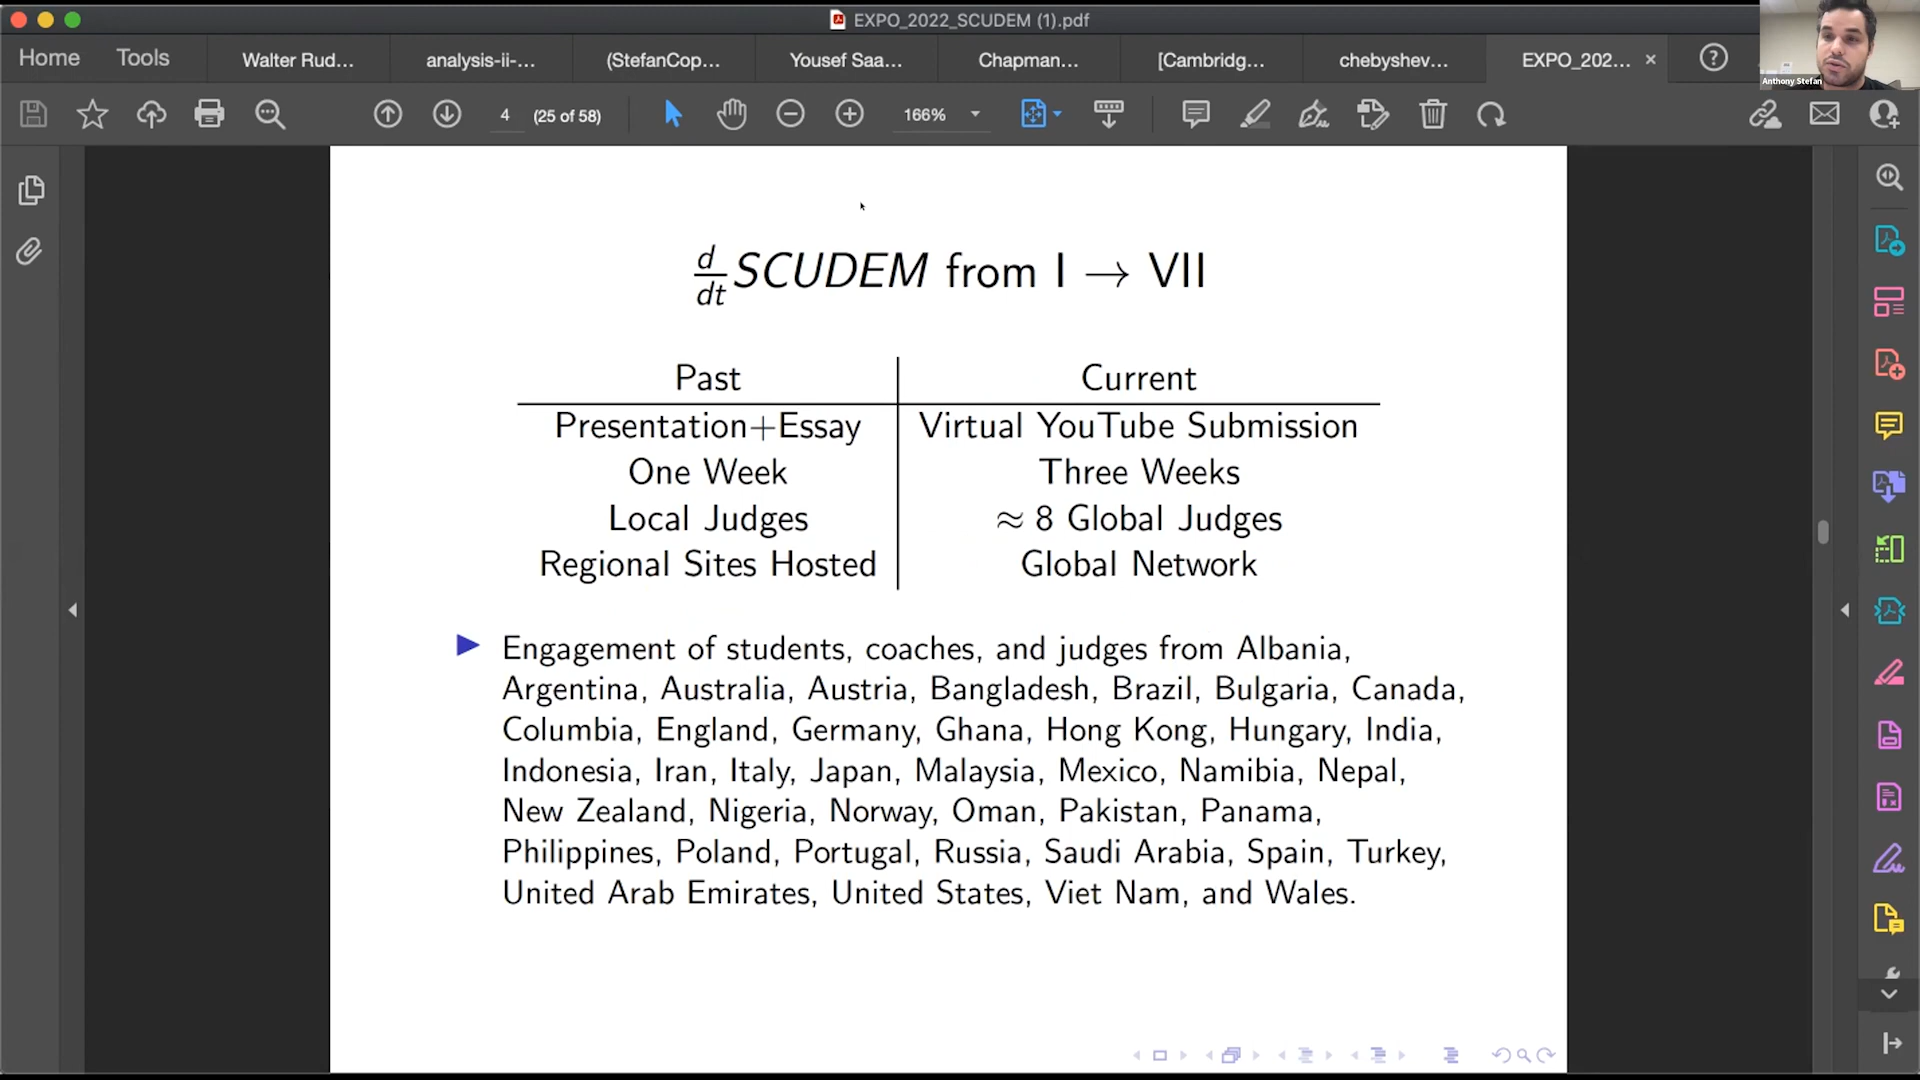 EXPO_2022_SCUDEM (1).pdf
Home Tools Walter Rud... analysis-ii-... (StefanCop... Yousef Saa... Chapman... [Cambridg... chebyshev... EXPO_202...
Anthony Stefan
4 (25 of 58) 166%
d/dt SCUDEM from I → VII
Past Current
Presentation+Essay Virtual YouTube Submission
One Week Three Weeks
Local Judges ≈ 8 Global Judges
Regional Sites Hosted Global Network
Engagement of students, coaches, and judges from Albania,
Argentina, Australia, Austria, Bangladesh, Brazil, Bulgaria, Canada,
Columbia, England, Germany, Ghana, Hong Kong, Hungary, India,
Indonesia, Iran, Italy, Japan, Malaysia, Mexico, Namibia, Nepal,
New Zealand, Nigeria, Norway, Oman, Pakistan, Panama,
Philippines, Poland, Portugal, Russia, Saudi Arabia, Spain, Turkey,
United Arab Emirates, United States, Viet Nam, and Wales.